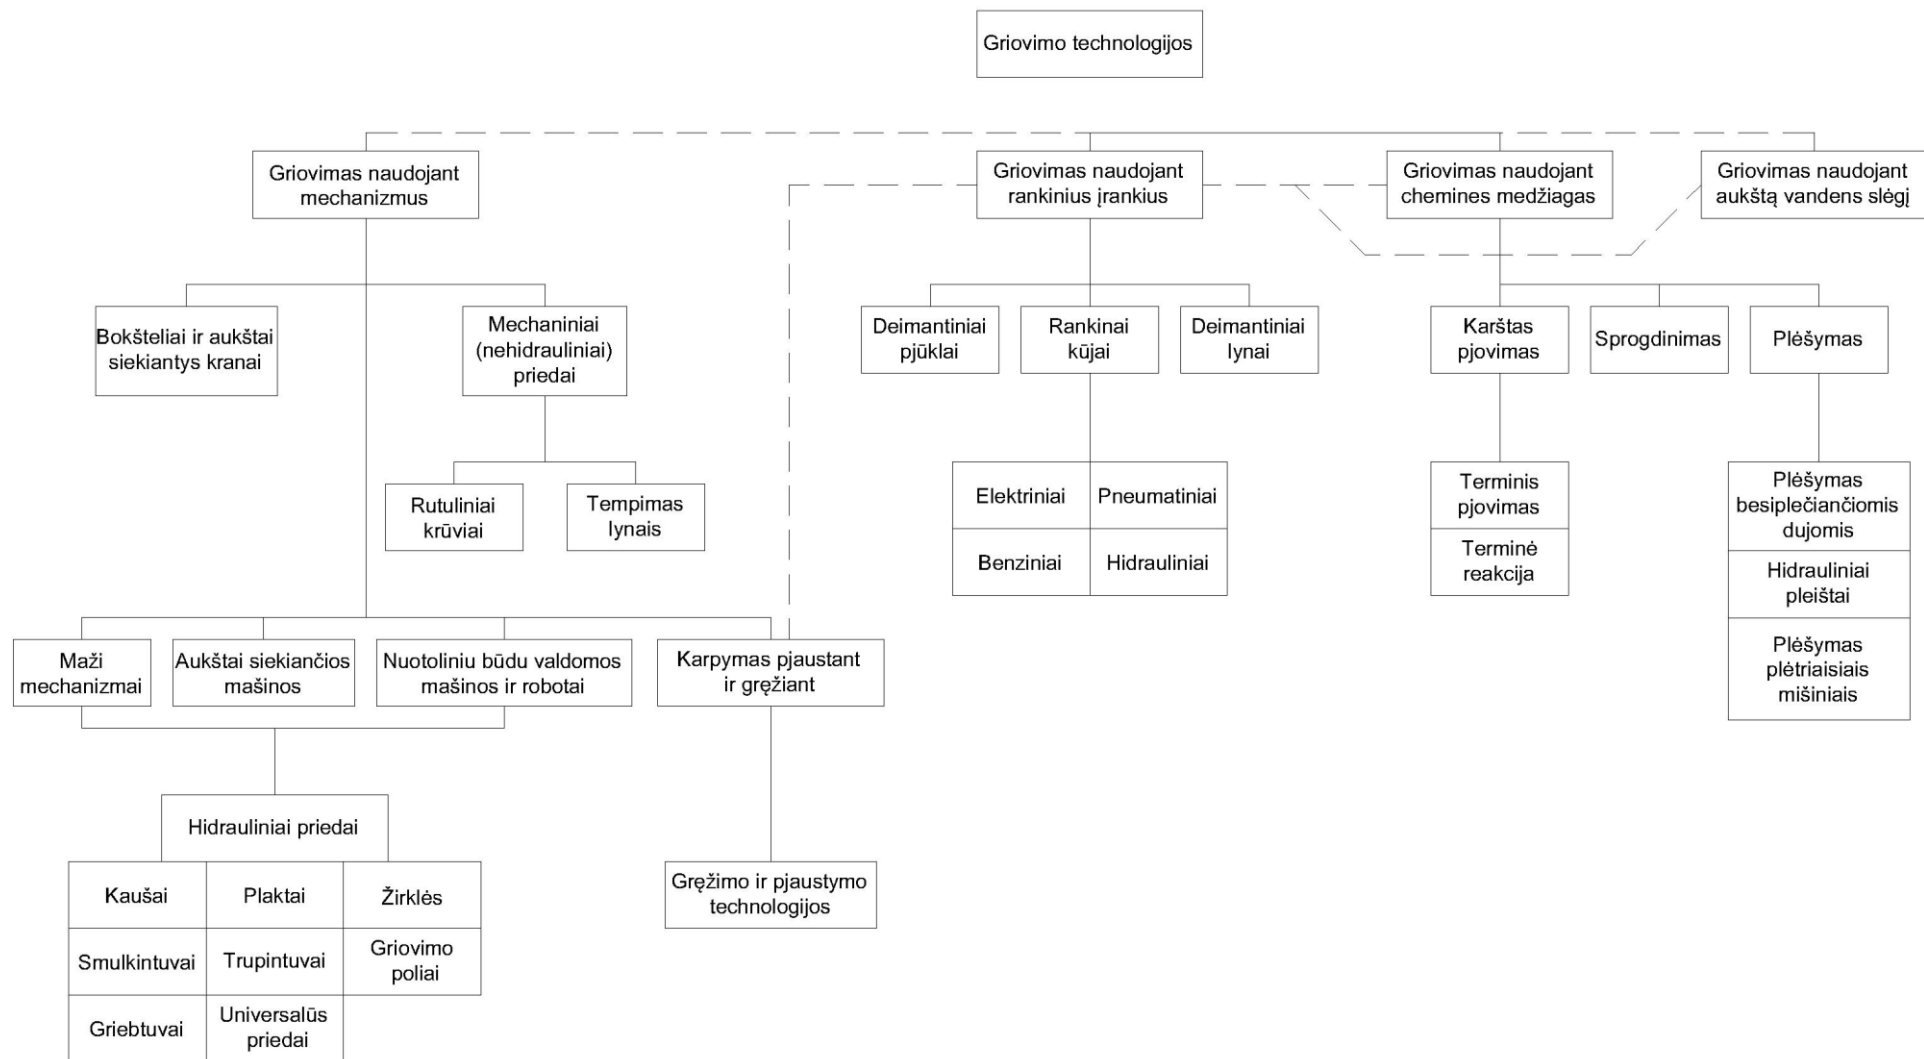 Griovimo technologijos
Griovimas naudojant
mechanizmus
Griovimas naudojant
rankinius įrankius
Griovimas naudojant
chemines medžiagas
Griovimas naudojant
aukštą vandens slėgį
Bokšteliai ir aukštai
siekiantys kranai
Mechaniniai
(nehidrauliniai)
priedai
Deimantiniai
pjūklai
Rankinai
kūjai
Deimantiniai
lynai
Karštas
pjovimas
Sprogdinimas
Plėšymas
Rutuliniai
krūviai
Tempimas
lynais
Elektriniai
Pneumatiniai
Benziniai
Hidrauliniai
Terminis
pjovimas
Terminė
reakcija
Plėšymas
besiplečiančiomis
dujomis
Hidrauliniai
pleištai
Plėšymas
plėtriaisiais
mišiniais
Maži
mechanizmai
Aukštai siekiančios
mašinos
Nuotoliniu būdu valdomos
mašinos ir robotai
Karpymas pjaustant
ir gręžiant
Hidrauliniai priedai
Kaušai
Plaktai
Žirklės
Smulkintuvai
Trupintuvai
Griovimo
poliai
Griebtuvai
Universalūs
priedai
Gręžimo ir pjaustymo
technologijos